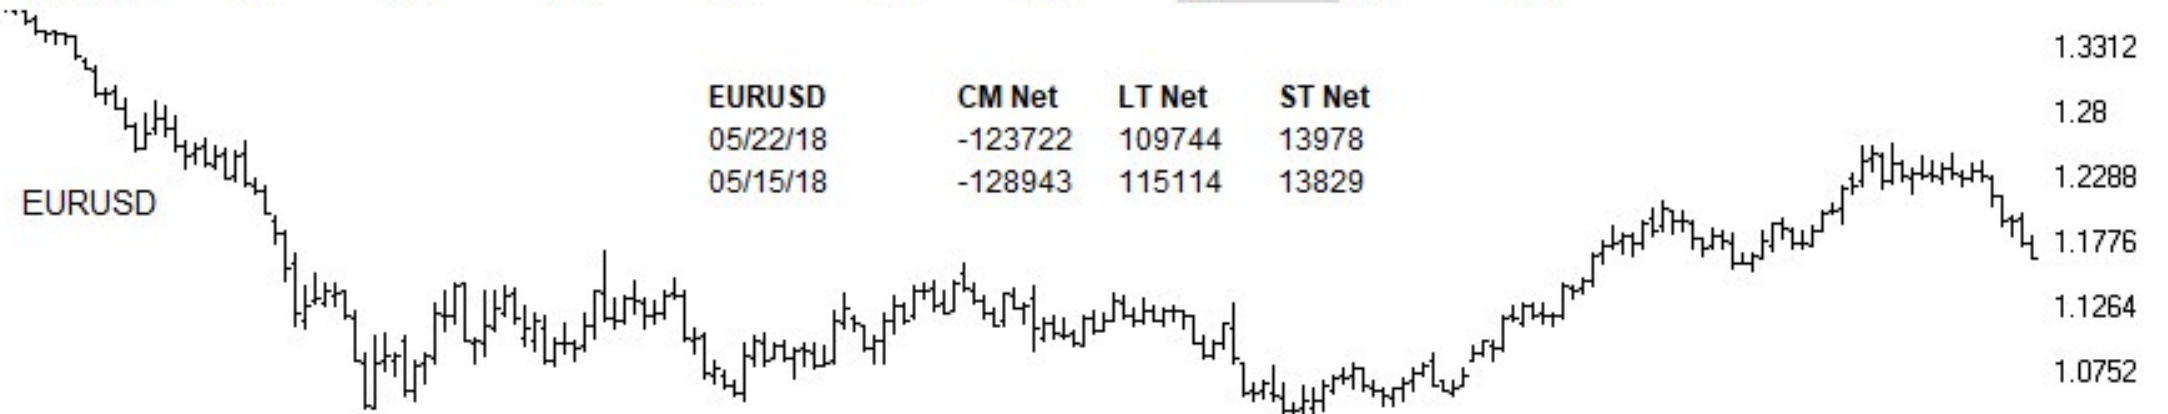 1.3312
EURUSD CM Net LT Net ST Net
1.28
05/22/18 -123722 109744 13978
05/15/18 -128943 115114 13829
1.2288
EURUSD
1.1776
1.1264
1.0752